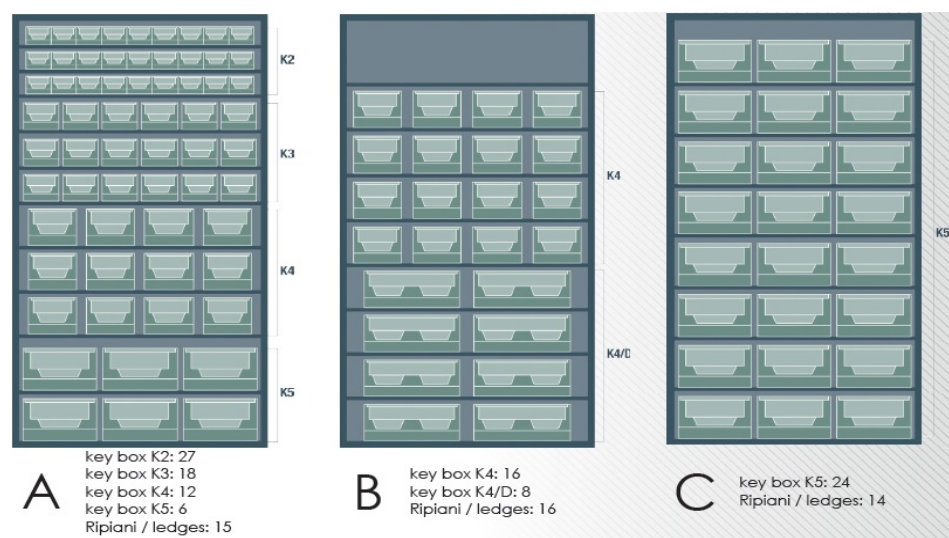 K2
K3
K4
K5
K4
K4/D
K5
A
key box K2: 27
key box K3: 18
key box K4: 12
key box K5: 6
Ripiani / ledges: 15
B
key box K4: 16
key box K4/D: 8
Ripiani / ledges: 16
C
key box K5: 24
Ripiani / ledges: 14